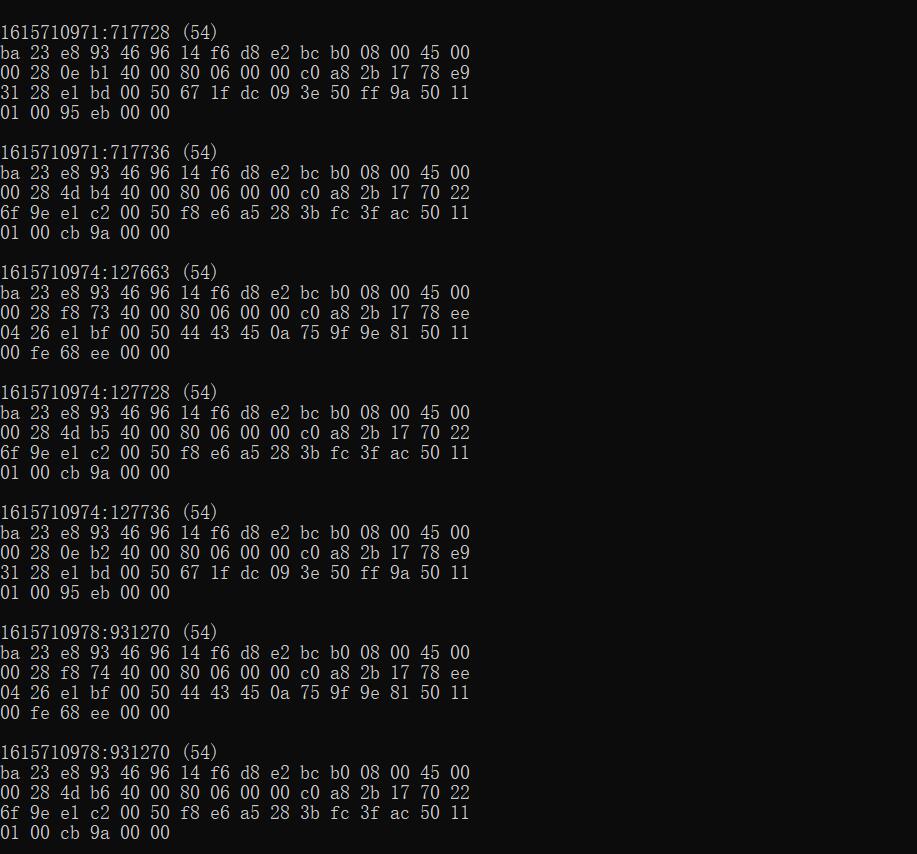 1615710971:717728 (54)
ba 23 e8 93 46 96 14 f6 d8 e2 bc b0 08 00 45 00
00 28 0e b1 40 00 80 06 00 00 c0 a8 2b 17 78 e9
31 28 e1 bd 00 50 67 1f dc 09 3e 50 ff 9a 50 11
01 00 95 eb 00 00
1615710971:717736 (54)
ba 23 e8 93 46 96 14 f6 d8 e2 bc b0 08 00 45 00
00 28 4d b4 40 00 80 06 00 00 c0 a8 2b 17 70 22
6f 9e e1 c2 00 50 f8 e6 a5 28 3b fc 3f ac 50 11
01 00 cb 9a 00 00
1615710974:127663 (54)
ba 23 e8 93 46 96 14 f6 d8 e2 bc b0 08 00 45 00
00 28 f8 73 40 00 80 06 00 00 c0 a8 2b 17 78 ee
04 26 e1 bf 00 50 44 43 45 0a 75 9f 9e 81 50 11
00 fe 68 ee 00 00
1615710974:127728 (54)
ba 23 e8 93 46 96 14 f6 d8 e2 bc b0 08 00 45 00
00 28 4d b5 40 00 80 06 00 00 c0 a8 2b 17 70 22
6f 9e e1 c2 00 50 f8 e6 a5 28 3b fc 3f ac 50 11
01 00 cb 9a 00 00
1615710974:127736 (54)
ba 23 e8 93 46 96 14 f6 d8 e2 bc b0 08 00 45 00
00 28 0e b2 40 00 80 06 00 00 c0 a8 2b 17 78 e9
31 28 e1 bd 00 50 67 1f dc 09 3e 50 ff 9a 50 11
01 00 95 eb 00 00
1615710978:931270 (54)
ba 23 e8 93 46 96 14 f6 d8 e2 bc b0 08 00 45 00
00 28 f8 74 40 00 80 06 00 00 c0 a8 2b 17 78 ee
04 26 e1 bf 00 50 44 43 45 0a 75 9f 9e 81 50 11
00 fe 68 ee 00 00
1615710978:931270 (54)
ba 23 e8 93 46 96 14 f6 d8 e2 bc b0 08 00 45 00
00 28 4d b6 40 00 80 06 00 00 c0 a8 2b 17 70 22
6f 9e e1 c2 00 50 f8 e6 a5 28 3b fc 3f ac 50 11
01 00 cb 9a 00 00